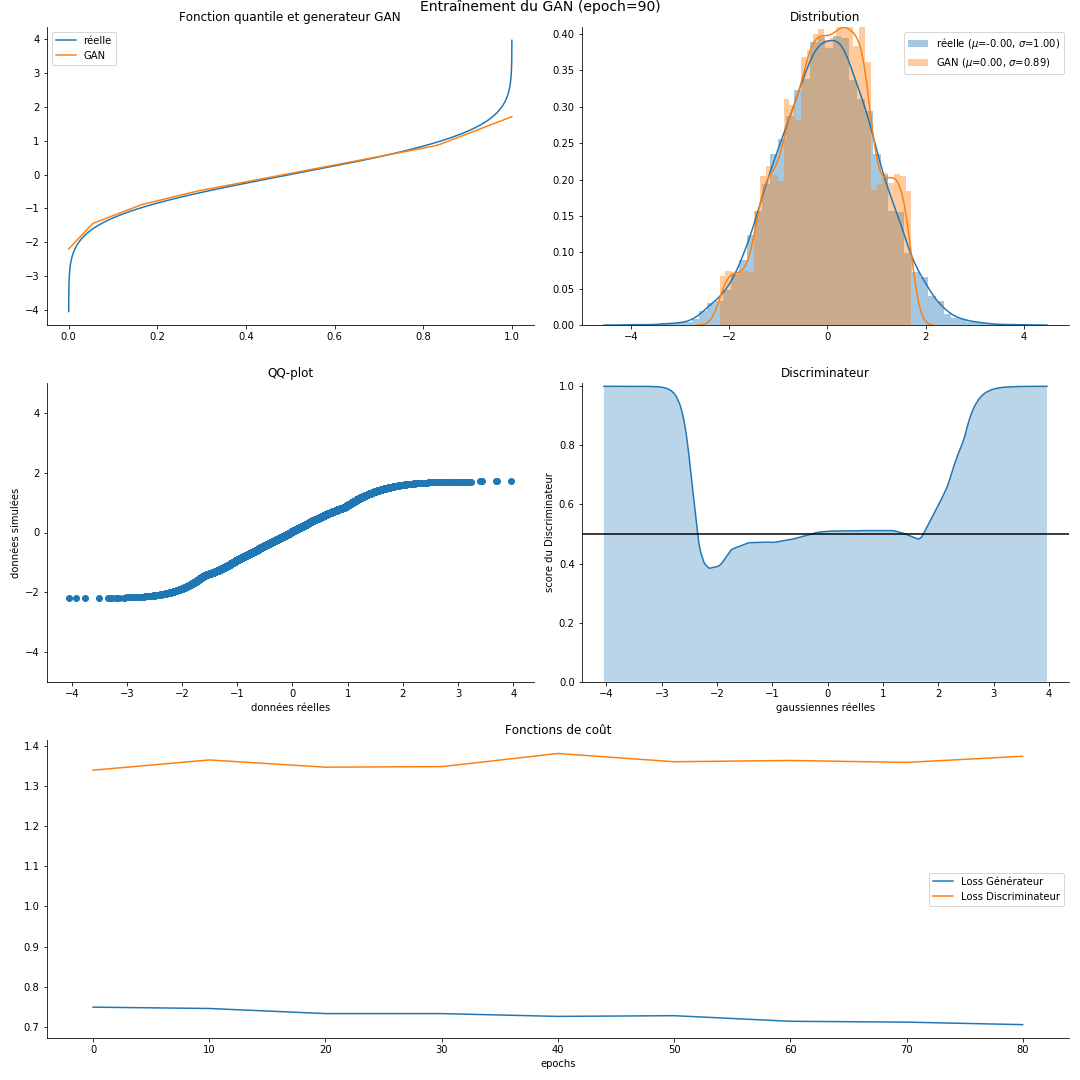 Entraînement du GAN (epoch=90)
Fonction quantile et generateur GAN
réelle
GAN
4
3
2
1
0
−1
−2
−3
−4
0.0 0.2 0.4 0.6 0.8 1.0
Distribution
réelle (μ=-0.00, σ=1.00)
GAN (μ=0.00, σ=0.89)
0.40
0.35
0.30
0.25
0.20
0.15
0.10
0.05
0.00
−4 −2 0 2 4
QQ-plot
données simulées
4
2
0
−2
−4
−4 −3 −2 −1 0 1 2 3 4
données réelles
Discriminateur
score du Discriminateur
1.0
0.8
0.6
0.4
0.2
0.0
−4 −3 −2 −1 0 1 2 3 4
gaussiennes réelles
Fonctions de coût
1.4
1.3
1.2
1.1
1.0
0.9
0.8
0.7
Loss Générateur
Loss Discriminateur
0 10 20 30 40 50 60 70 80
epochs